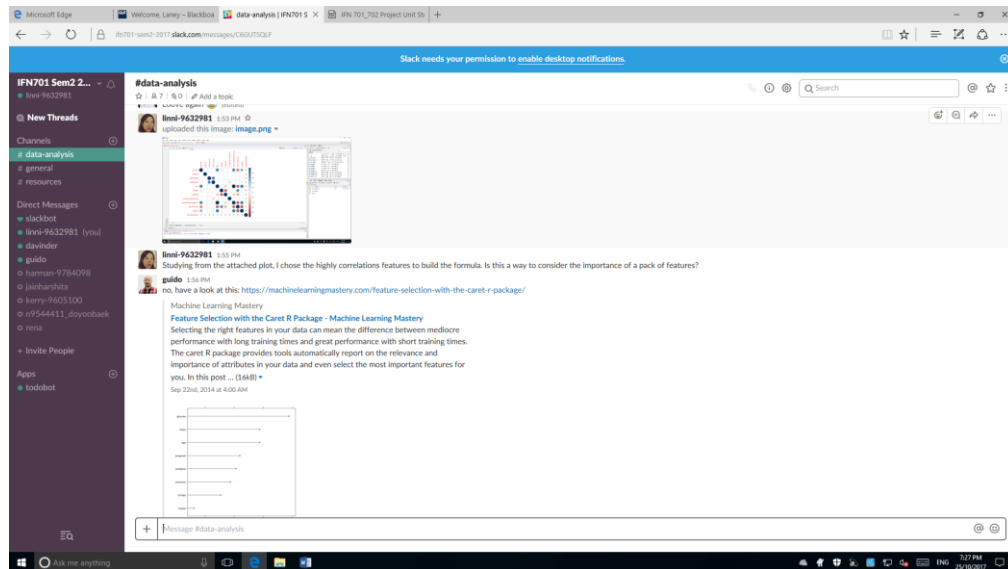 Microsoft Edge
Welcome, Laney – Blackboa
data-analysis | IFN701 S
IFN 701_702 Project Unit St
ifn701-sem2-2017.slack.com/messages/C6GUTSQLF
Slack needs your permission to enable desktop notifications.
IFN701 Sem2 2...
linni-9632981
New Threads
Channels
# data-analysis
# general
# resources
Direct Messages
slackbot
linni-9632981 (you)
davinder
guido
harman-9784098
jainharshita
kerry-9605100
n9544411_doyoobaek
rena
+ Invite People
Apps
todobot
#data-analysis
7
0
Add a topic
Search
again (edited)
linni-9632981 1:53 PM
uploaded this image: image.png
linni-9632981 1:55 PM
Studying from the attached plot, I chose the highly correlations features to build the formula. Is this a way to consider the importance of a pack of features?
guido 1:56 PM
no, have a look at this: https://machinelearningmastery.com/feature-selection-with-the-caret-r-package/
Machine Learning Mastery
Feature Selection with the Caret R Package - Machine Learning Mastery
Selecting the right features in your data can mean the difference between mediocre
performance with long training times and great performance with short training times.
The caret R package provides tools automatically report on the relevance and
importance of attributes in your data and even select the most important features for
you. In this post ... (16kB)
Sep 22nd, 2014 at 4:00 AM
Message #data-analysis
Ask me anything
ENG
7:27 PM
25/10/2017